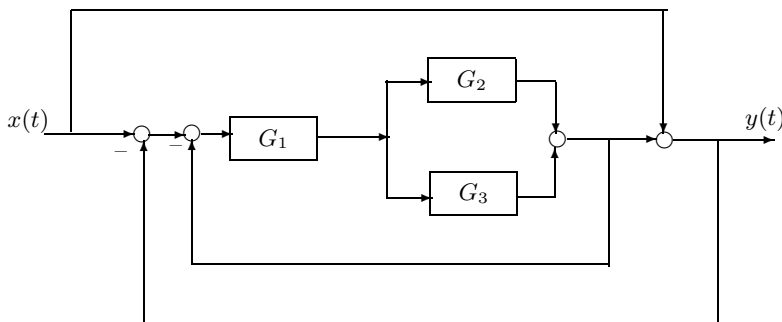 G₂
x(t)
y(t)
−
−
G₁
G₃